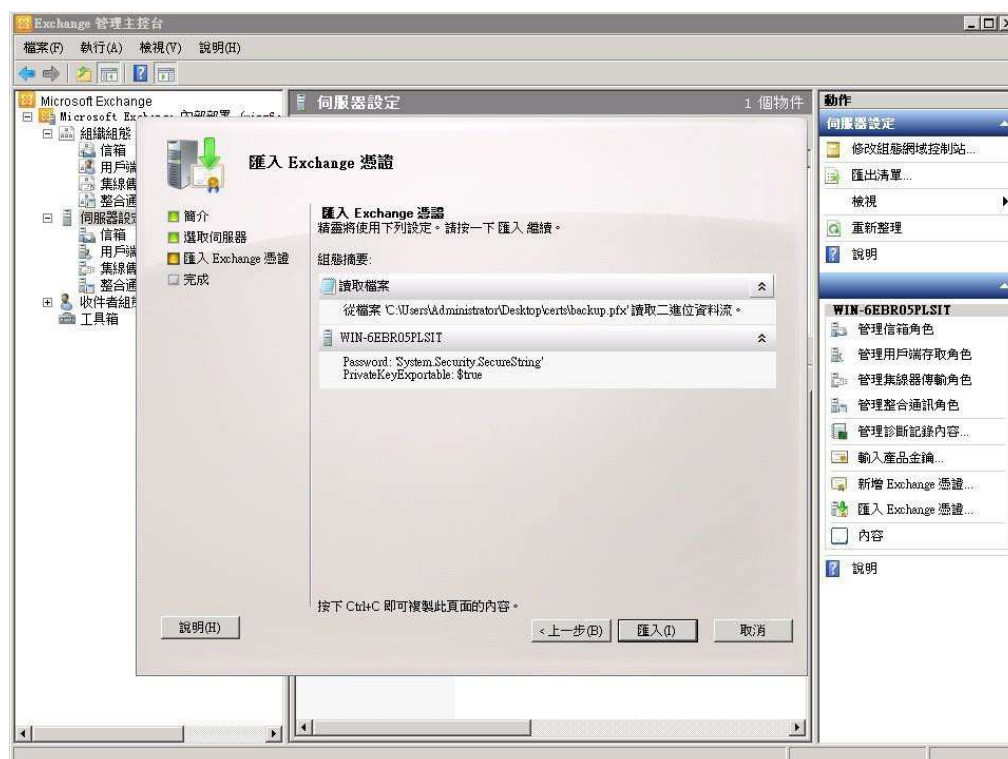 Exchange 管理主控台
檔案(F) 執行(A) 檢視(V) 說明(H)
Microsoft Exchange
Microsoft Exchange 內部部署
組織組態
信箱
用戶端
集線傳
整合通
伺服器設定
信箱
用戶端
集線傳
整合通
收件者組態
工具箱
伺服器設定 1 個物件
匯入 Exchange 憑證
簡介
選取伺服器
匯入 Exchange 憑證
完成
匯入 Exchange 憑證
精靈將使用下列設定。請按一下 匯入 繼續。
組態摘要:
讀取檔案
從檔案 'C:\Users\Administrator\Desktop\certs\backup.pfx' 讀取二進位資料流。
WIN-6EBR05PLSIT
Password: 'System.Security.SecureString'
PrivateKeyExportable: $true
按下 Ctrl+C 即可複製此頁面的內容。
說明(H) <上一步(B) 匯入(I) 取消
動作
伺服器設定
修改組態網域控制站...
匯出清單...
檢視
重新整理
說明
WIN-6EBR05PLSIT
管理信箱角色
管理用戶端存取角色
管理集線器傳輸角色
管理整合通訊角色
管理診斷記錄內容...
輸入產品金鑰...
新增 Exchange 憑證...
匯入 Exchange 憑證...
內容
說明